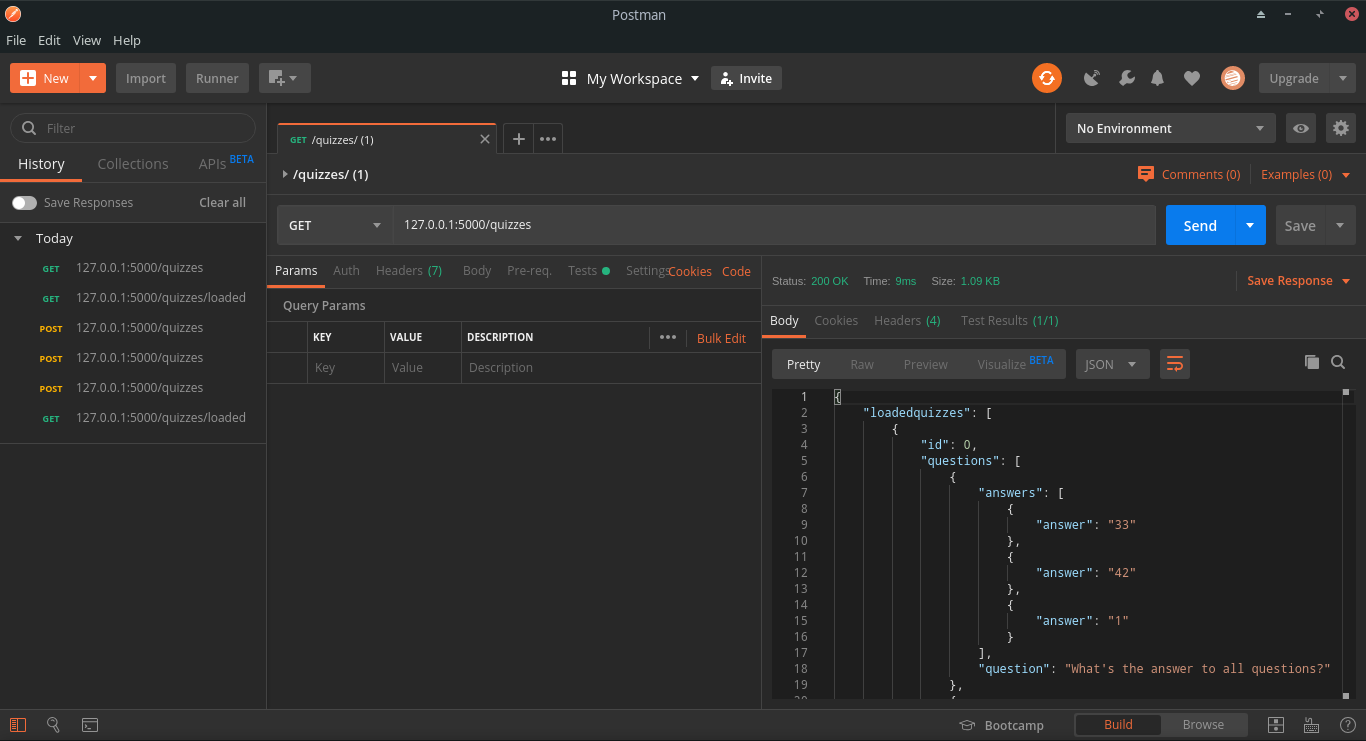 Postman
File Edit View Help
New Import Runner My Workspace Invite Upgrade
Filter
History Collections APIs BETA
Save Responses Clear all
Today
GET 127.0.0.1:5000/quizzes
GET 127.0.0.1:5000/quizzes/loaded
POST 127.0.0.1:5000/quizzes
POST 127.0.0.1:5000/quizzes
POST 127.0.0.1:5000/quizzes
GET 127.0.0.1:5000/quizzes/loaded
GET /quizzes/ (1)
No Environment
/quizzes/ (1) Comments (0) Examples (0)
GET 127.0.0.1:5000/quizzes Send Save
Params Auth Headers (7) Body Pre-req. Tests Settings Cookies Code
Query Params
KEY VALUE DESCRIPTION Bulk Edit
Key Value Description
Status: 200 OK Time: 9ms Size: 1.09 KB Save Response
Body Cookies Headers (4) Test Results (1/1)
Pretty Raw Preview Visualize BETA JSON
1 {
2 "loadedquizzes": [
3 {
4 "id": 0,
5 "questions": [
6 {
7 "answers": [
8 {
9 "answer": "33"
10 },
11 {
12 "answer": "42"
13 },
14 {
15 "answer": "1"
16 }
17 ],
18 "question": "What's the answer to all questions?"
19 },
20 {
Bootcamp Build Browse